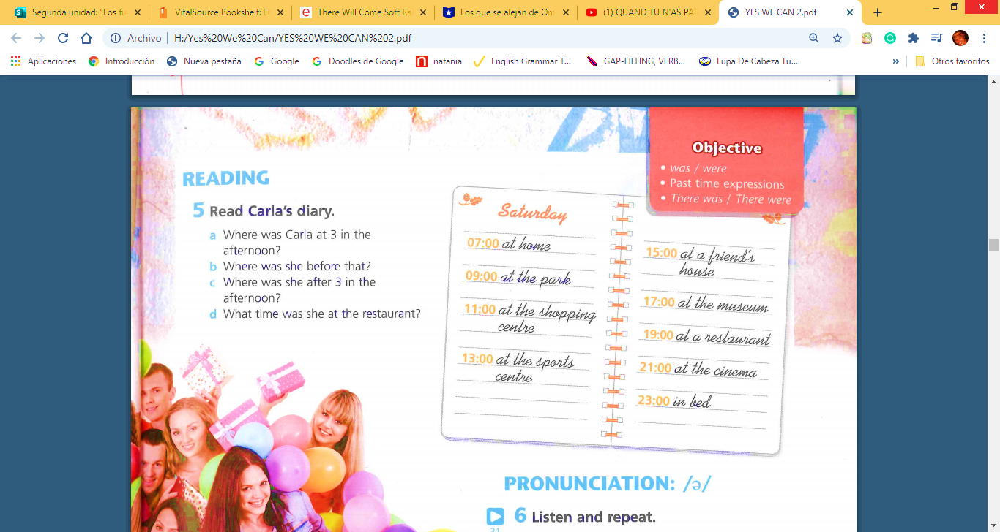 Segunda unidad: "Los fu
VitalSource Bookshelf: Li
There Will Come Soft Rai
Los que se alejan de Om
(1) QUAND TU N'AS PAS
YES WE CAN 2.pdf
Archivo | H:/Yes%20We%20Can/YES%20WE%20CAN%202.pdf
Aplicaciones
Introducción
Nueva pestaña
Google
Doodles de Google
natania
English Grammar T...
GAP-FILLING, VERB...
Lupa De Cabeza Tu...
»
Otros favoritos
Objective
• was / were
• Past time expressions
• There was / There were
READING
5 Read Carla's diary.
a Where was Carla at 3 in the
afternoon?
b Where was she before that?
c Where was she after 3 in the
afternoon?
d What time was she at the restaurant?
Saturday
07:00 at home
09:00 at the park
11:00 at the shopping
centre
13:00 at the sports
centre
15:00 at a friend's
house
17:00 at the museum
19:00 at a restaurant
21:00 at the cinema
23:00 in bed
PRONUNCIATION: /ə/
6 Listen and repeat.
31